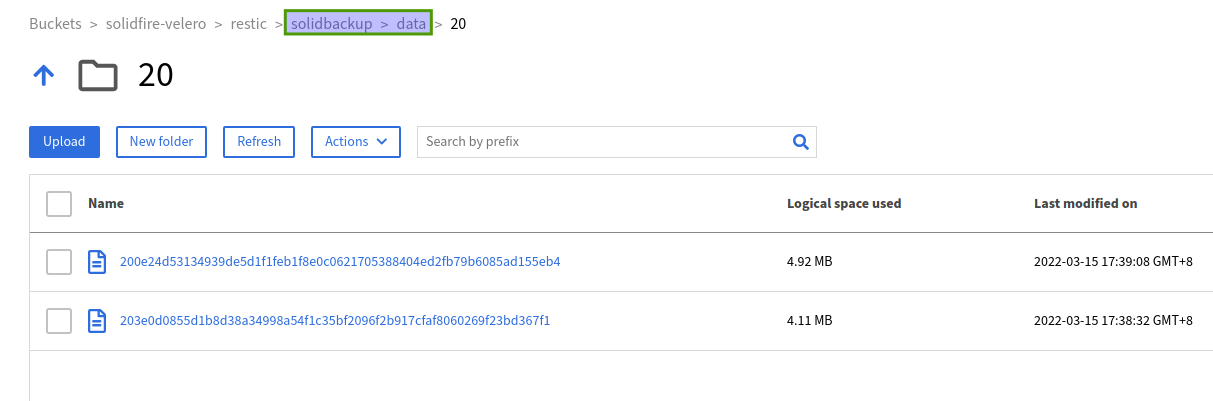 Buckets > solidfire-velero > restic > solidbackup > data > 20
20
Upload New folder Refresh Actions Search by prefix
Name Logical space used Last modified on
200e24d53134939de5d1f1feb1f8e0c0621705388404ed2fb79b6085ad155eb4 4.92 MB 2022-03-15 17:39:08 GMT+8
203e0d0855d1b8d38a34998a54f1c35bf2096f2b917cfaf8060269f23bd367f1 4.11 MB 2022-03-15 17:38:32 GMT+8